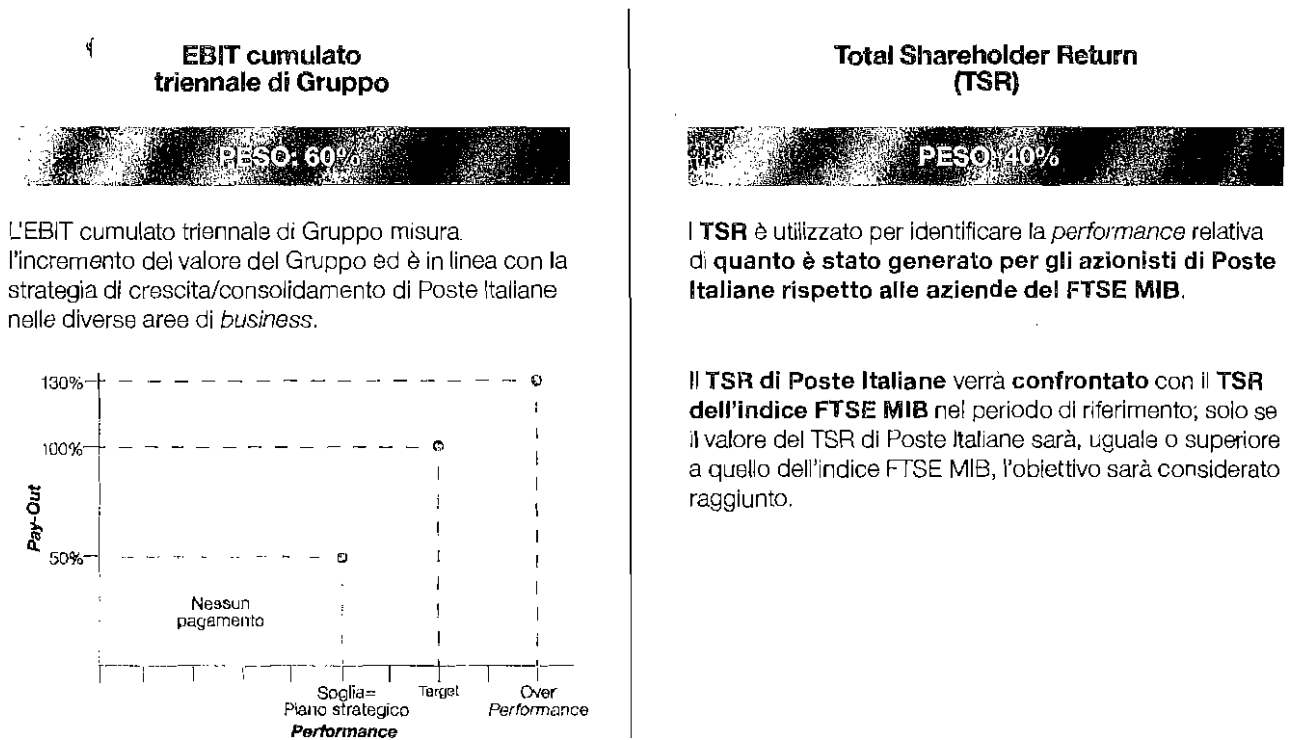 EBIT cumulato
triennale di Gruppo
PESO: 60%
L'EBIT cumulato triennale di Gruppo misura
l'incremento del valore del Gruppo ed è in linea con la
strategia di crescita/consolidamento di Poste Italiane
nelle diverse aree di business.
130%
100%
50%
Pay-Out
Nessun
pagamento
Soglia=
Piano strategico
Target
Over
Performance
Performance
Total Shareholder Return
(TSR)
PESO: 40%
l TSR è utilizzato per identificare la performance relativa
di quanto è stato generato per gli azionisti di Poste
Italiane rispetto alle aziende del FTSE MIB.
Il TSR di Poste Italiane verrà confrontato con il TSR
dell'indice FTSE MIB nel periodo di riferimento; solo se
il valore del TSR di Poste Italiane sarà, uguale o superiore
a quello dell'indice FTSE MIB, l'obiettivo sarà considerato
raggiunto.